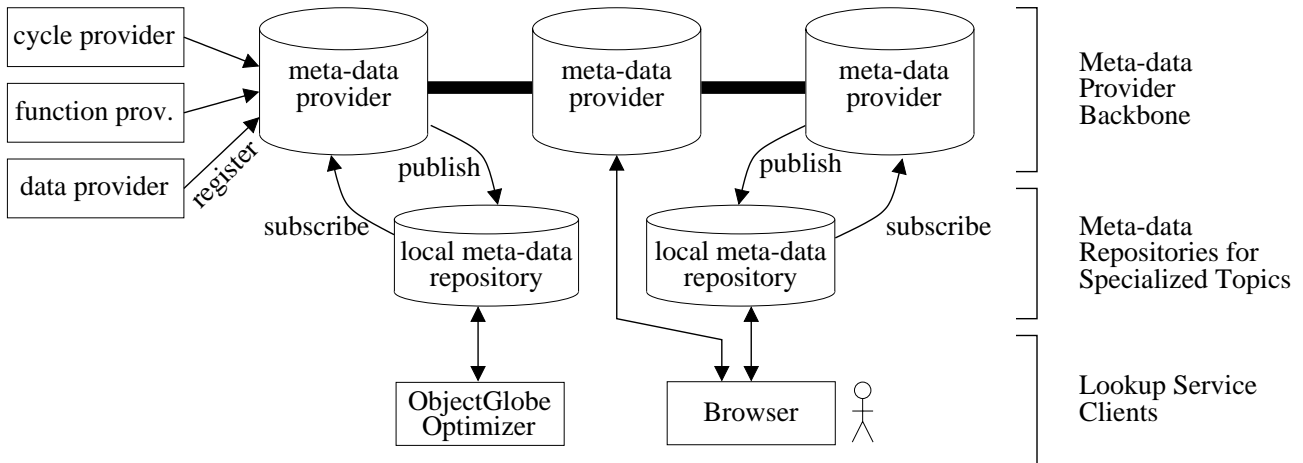 cycle provider
function prov.
data provider
register
meta-data
provider
meta-data
provider
meta-data
provider
publish
subscribe
publish
subscribe
local meta-data
repository
local meta-data
repository
ObjectGlobe
Optimizer
Browser
Meta-data
Provider
Backbone
Meta-data
Repositories for
Specialized Topics
Lookup Service
Clients